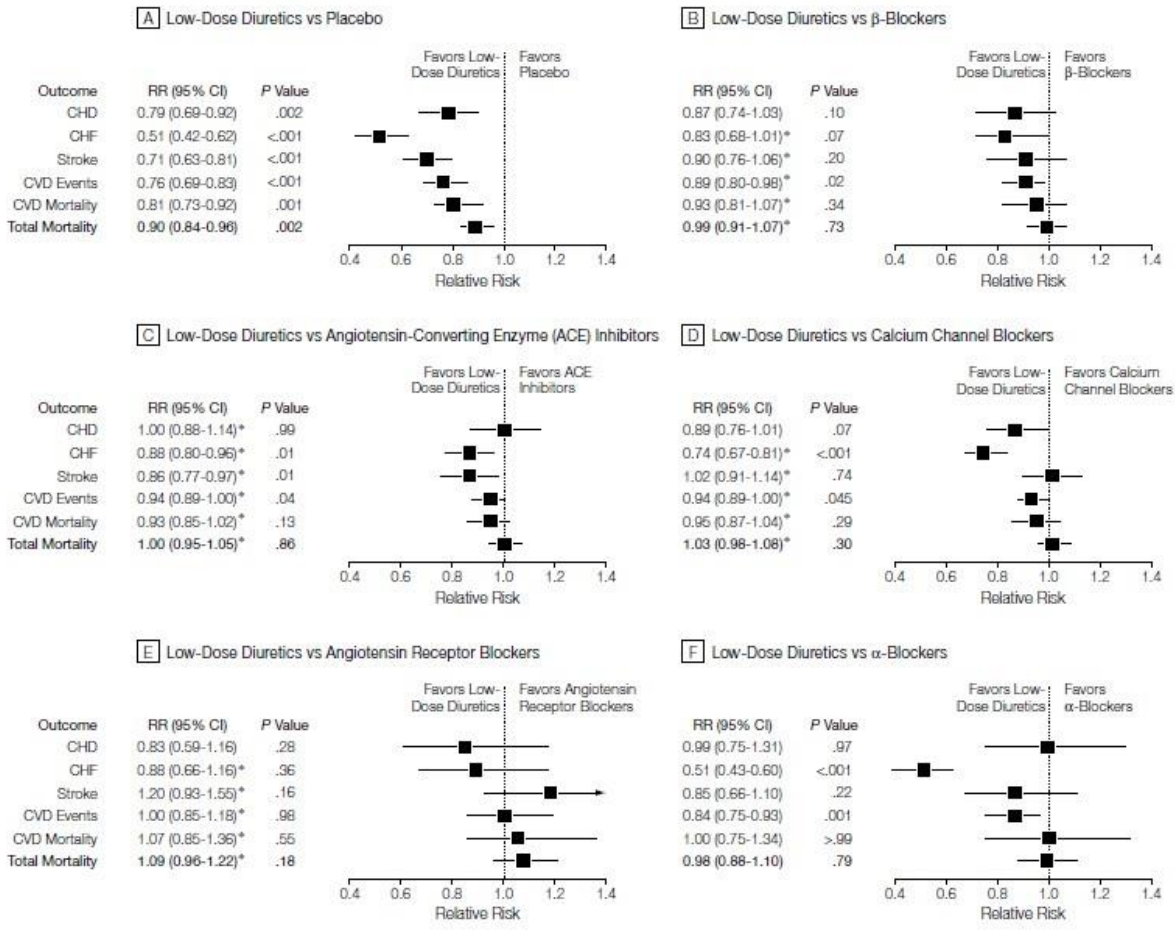 A Low-Dose Diuretics vs Placebo
Favors Low-Dose Diuretics
Favors Placebo
Outcome RR (95% CI) P Value
CHD 0.79 (0.69-0.92) .002
CHF 0.51 (0.42-0.62) <.001
Stroke 0.71 (0.63-0.81) <.001
CVD Events 0.76 (0.69-0.83) <.001
CVD Mortality 0.81 (0.73-0.92) .001
Total Mortality 0.90 (0.84-0.96) .002
0.4 0.6 0.8 1.0 1.2 1.4
Relative Risk
B Low-Dose Diuretics vs β-Blockers
Favors Low-Dose Diuretics
Favors β-Blockers
RR (95% CI) P Value
0.87 (0.74-1.03) .10
0.83 (0.68-1.01)* .07
0.90 (0.76-1.06)* .20
0.89 (0.80-0.98)* .02
0.93 (0.81-1.07)* .34
0.99 (0.91-1.07)* .73
0.4 0.6 0.8 1.0 1.2 1.4
Relative Risk
C Low-Dose Diuretics vs Angiotensin-Converting Enzyme (ACE) Inhibitors
Favors Low-Dose Diuretics
Favors ACE Inhibitors
Outcome RR (95% CI) P Value
CHD 1.00 (0.88-1.14)* .99
CHF 0.88 (0.80-0.96)* .01
Stroke 0.86 (0.77-0.97)* .01
CVD Events 0.94 (0.89-1.00)* .04
CVD Mortality 0.93 (0.85-1.02)* .13
Total Mortality 1.00 (0.95-1.05)* .86
0.4 0.6 0.8 1.0 1.2 1.4
Relative Risk
D Low-Dose Diuretics vs Calcium Channel Blockers
Favors Low-Dose Diuretics
Favors Calcium Channel Blockers
RR (95% CI) P Value
0.89 (0.76-1.01) .07
0.74 (0.67-0.81)* <.001
1.02 (0.91-1.14)* .74
0.94 (0.89-1.00)* .045
0.95 (0.87-1.04)* .29
1.03 (0.98-1.08)* .30
0.4 0.6 0.8 1.0 1.2 1.4
Relative Risk
E Low-Dose Diuretics vs Angiotensin Receptor Blockers
Favors Low-Dose Diuretics
Favors Angiotensin Receptor Blockers
Outcome RR (95% CI) P Value
CHD 0.83 (0.59-1.16) .28
CHF 0.88 (0.66-1.16)* .36
Stroke 1.20 (0.93-1.55)* .16
CVD Events 1.00 (0.85-1.18)* .98
CVD Mortality 1.07 (0.85-1.36)* .55
Total Mortality 1.09 (0.96-1.22)* .18
0.4 0.6 0.8 1.0 1.2 1.4
Relative Risk
F Low-Dose Diuretics vs α-Blockers
Favors Low-Dose Diuretics
Favors α-Blockers
RR (95% CI) P Value
0.99 (0.75-1.31) .97
0.51 (0.43-0.60) <.001
0.85 (0.66-1.10) .22
0.84 (0.75-0.93) .001
1.00 (0.75-1.34) >.99
0.98 (0.88-1.10) .79
0.4 0.6 0.8 1.0 1.2 1.4
Relative Risk